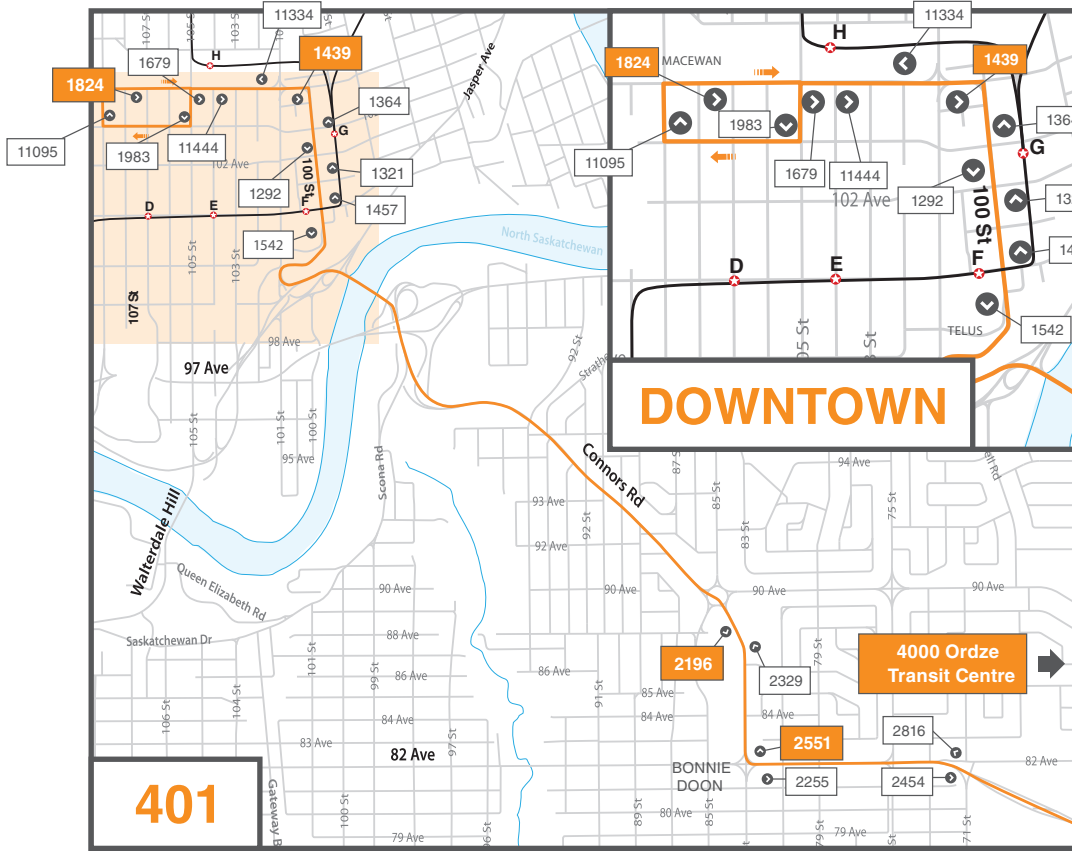 107 St
105 St
103 St
11334
1439
1679
1824
Jasper Ave
H
1364
G
11095
1983
11444
102 Ave
1321
1292
100 St
1457
D
E
F
1542
105 St
103 St
107 St
North Saskatchewan
98 Ave
97 Ave
92 St
105 St
101 St
100 St
95 Ave
Scona Rd
Connors Rd
Walterdale Hill
Queen Elizabeth Rd
Saskatchewan Dr
11334
H
1824
MACEWAN
1439
1983
11095
1364
G
1679
11444
102 Ave
1292
100 St
D
E
F
1542
TELUS
DOWNTOWN
87 St
94 Ave
85 St
75 St
93 Ave
92 St
83 St
92 Ave
90 Ave
90 Ave
90 Ave
90 Ave
88 Ave
101 St
99 St
86 Ave
86 Ave
79 St
4000 Ordze
Transit Centre
2196
2329
91 St
85 Ave
104 St
106 St
84 Ave
84 Ave
84 Ave
83 Ave
97 St
82 Ave
2551
2816
82 Ave
BONNIE
DOON
2255
2454
401
100 St
89 St
80 Ave
85 St
79 Ave
79 Ave
79 St
71 St